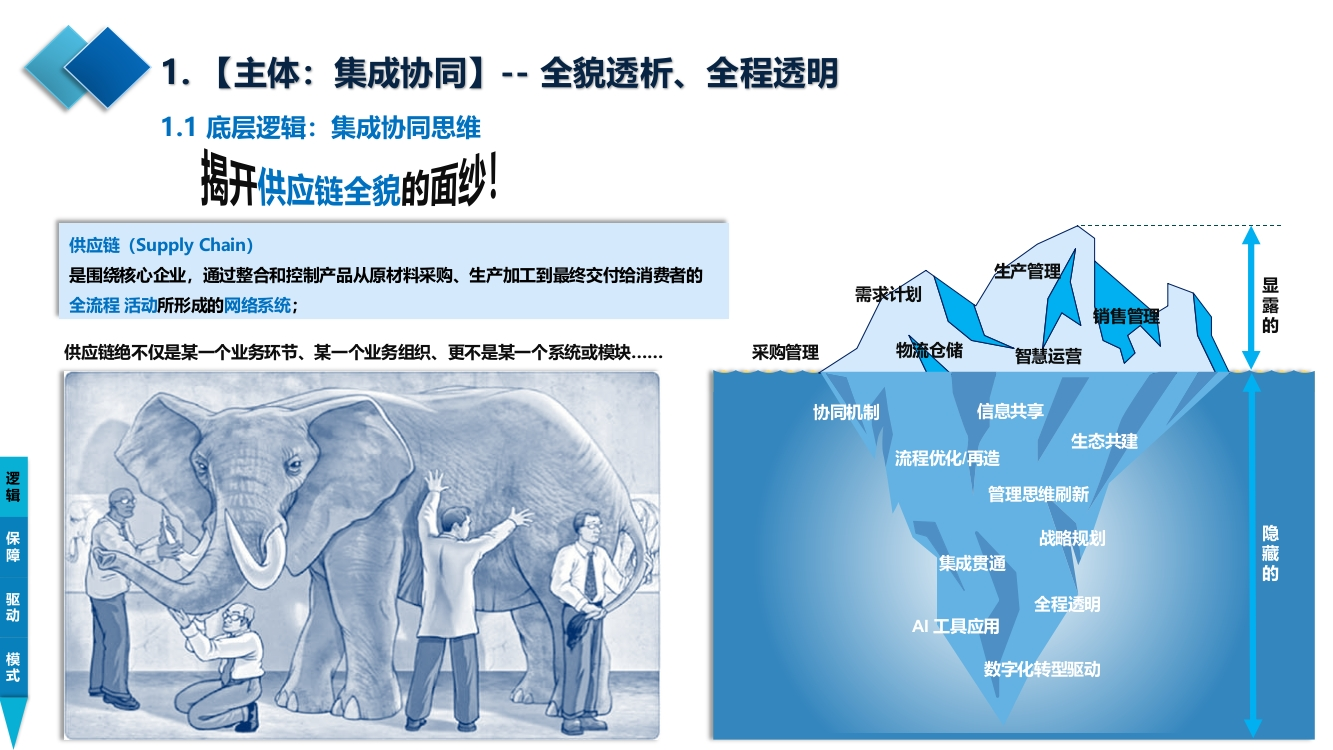 1. 【主体：集成协同】-- 全貌透析、全程透明
1.1 底层逻辑：集成协同思维
揭开供应链全貌的面纱！
供应链（Supply Chain）
是围绕核心企业，通过整合和控制产品从原材料采购、生产加工到最终交付给消费者的
全流程 活动所形成的网络系统；
供应链绝不仅是某一个业务环节、某一个业务组织、更不是某一个系统或模块……
逻辑
保障
驱动
模式
生产管理
需求计划
销售管理
采购管理
物流仓储
智慧运营
显露的
协同机制
信息共享
生态共建
流程优化/再造
管理思维刷新
战略规划
集成贯通
全程透明
AI 工具应用
数字化转型驱动
隐藏的